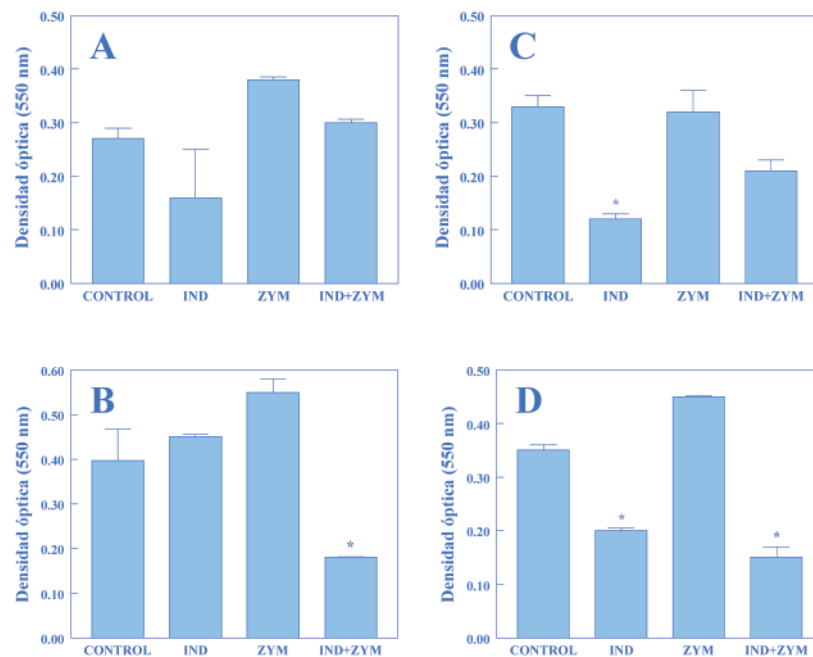 A
Densidad óptica (550 nm)
0.50
0.40
0.30
0.20
0.10
0.00
CONTROL IND ZYM IND+ZYM
C
Densidad óptica (550 nm)
0.50
0.40
0.30
0.20
0.10
0.00
*
CONTROL IND ZYM IND+ZYM
B
Densidad óptica (550 nm)
0.60
0.50
0.40
0.30
0.20
0.10
0.00
*
CONTROL IND ZYM IND+ZYM
D
Densidad óptica (550 nm)
0.50
0.40
0.30
0.20
0.10
0.00
*
*
CONTROL IND ZYM IND+ZYM